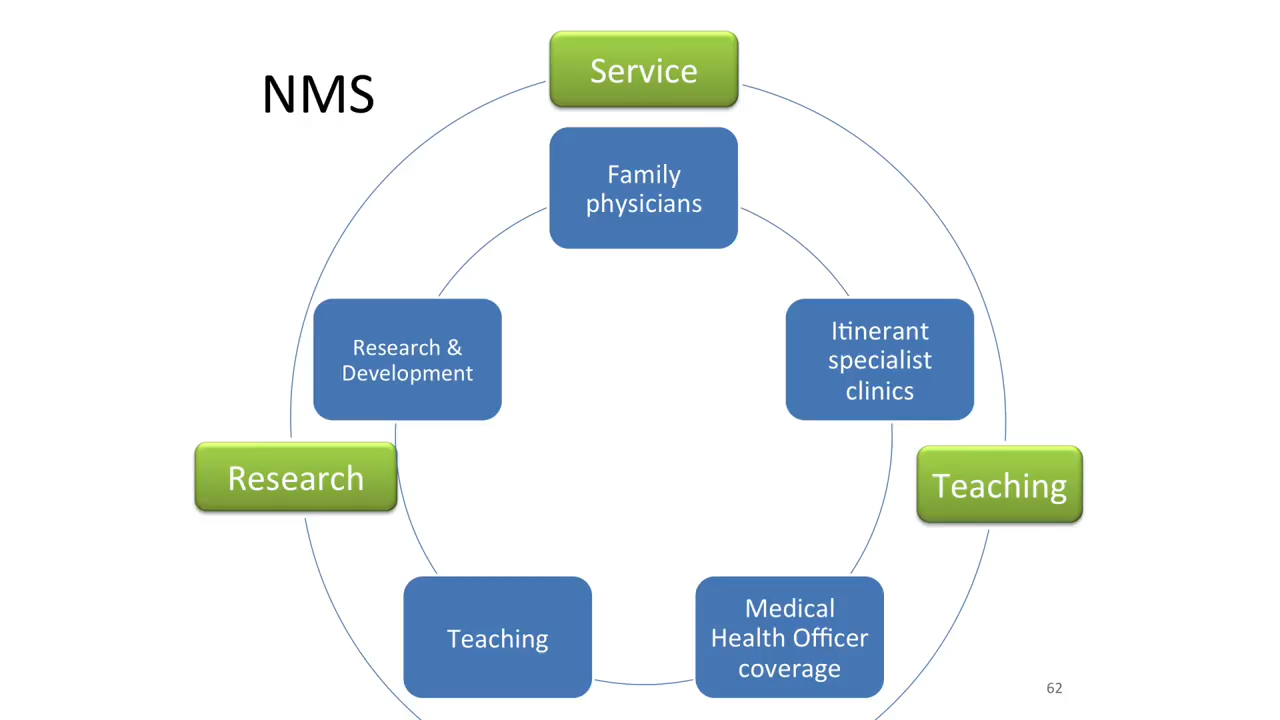 NMS
Service
Family
physicians
Research &
Development
Itinerant
specialist
clinics
Research
Teaching
Teaching
Medical
Health Officer
coverage
62